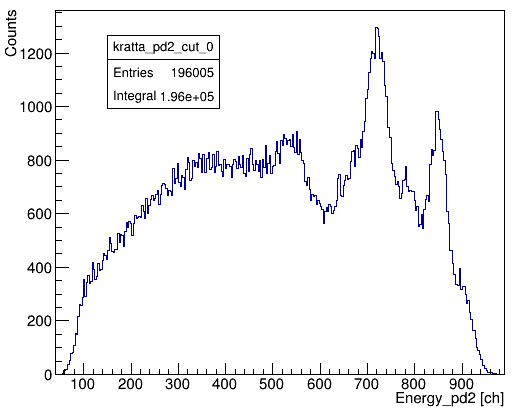 Counts
kratta_pd2_cut_0
Entries 196005
Integral 1.96e+05
1200
1000
800
600
400
200
0
100 200 300 400 500 600 700 800 900
Energy_pd2 [ch]